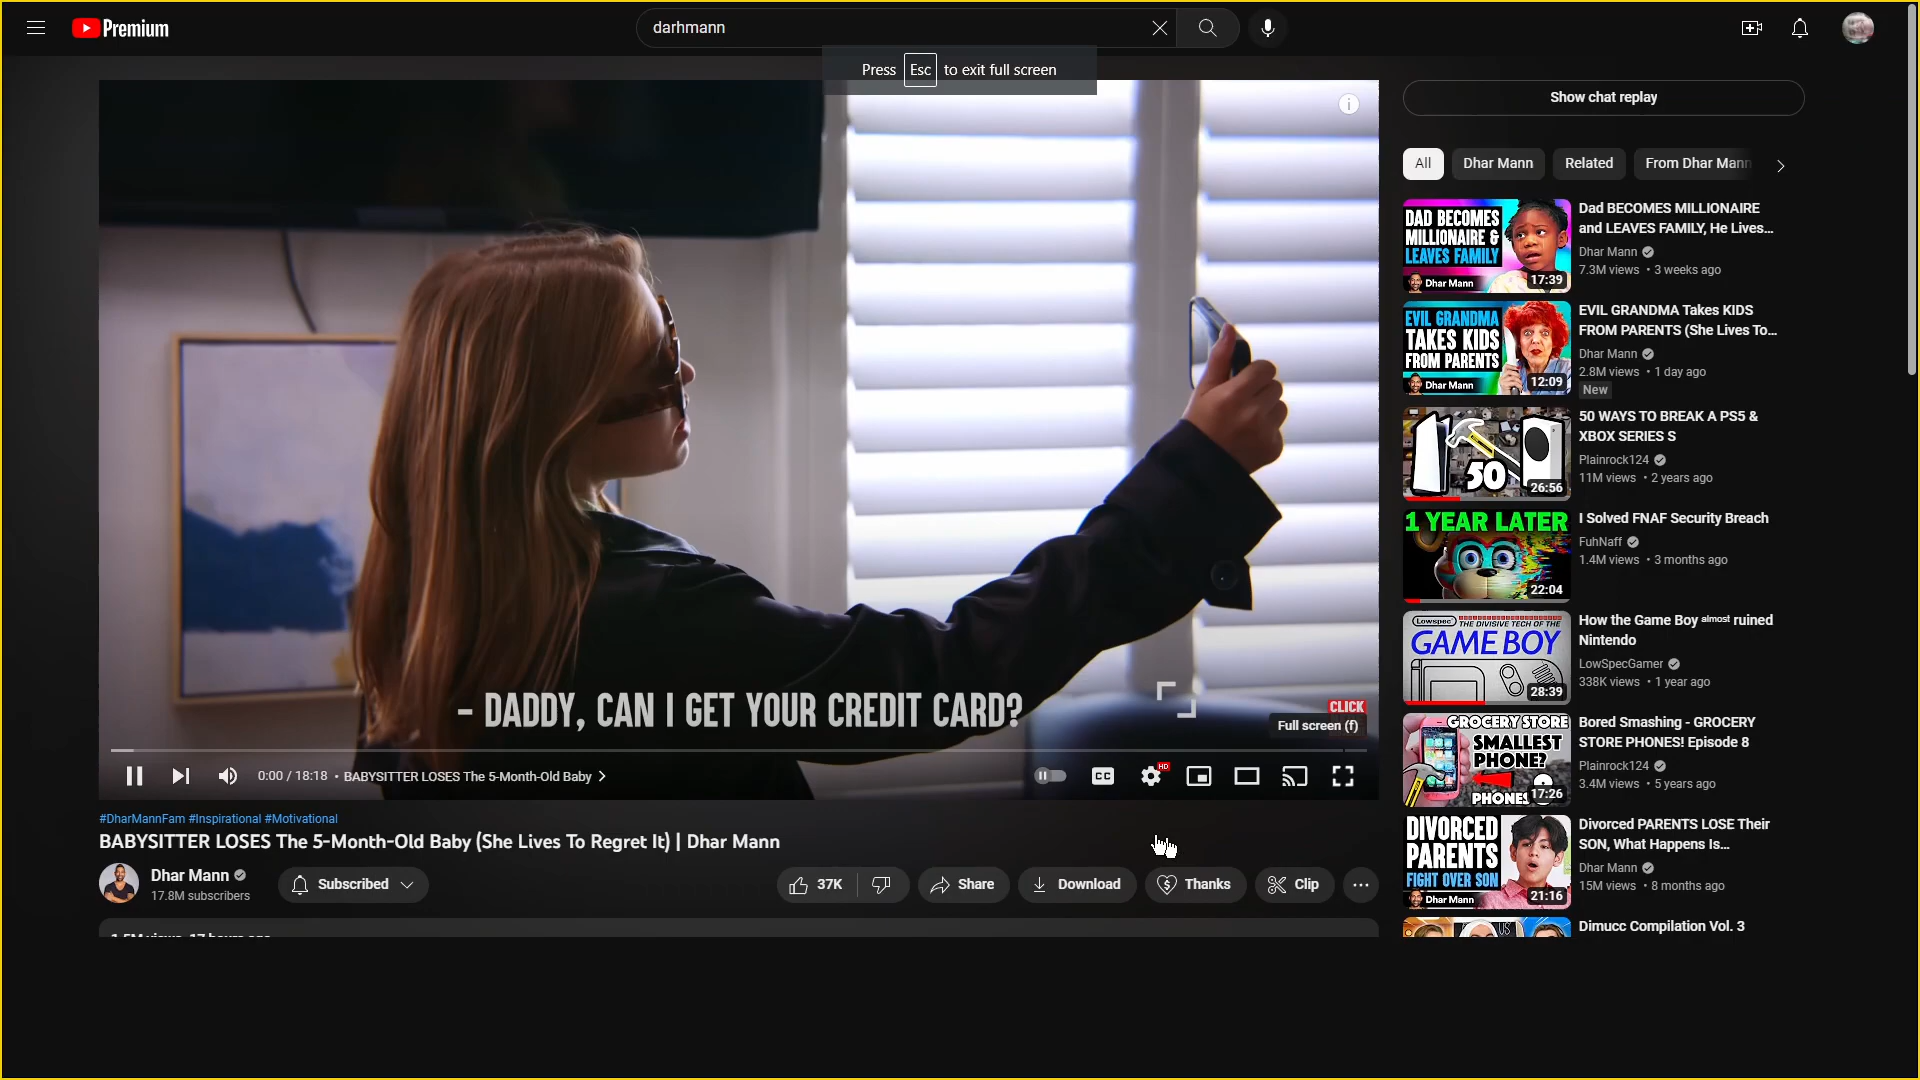 Premium
darhmann
Press Esc to exit full screen
Show chat replay
All
Dhar Mann
Related
From Dhar Mann
- DADDY, CAN I GET YOUR CREDIT CARD?
CLICK
Full screen (f)
0:00 / 18:18 • BABYSITTER LOSES The 5-Month-Old Baby
CC
HD
#DharMannFam #Inspirational #Motivational
BABYSITTER LOSES The 5-Month-Old Baby (She Lives To Regret It) | Dhar Mann
Dhar Mann
17.8M subscribers
Subscribed
37K
Share
Download
Thanks
Clip
1.5M views 17 hours ago
DAD BECOMES
MILLIONAIRE &
LEAVES FAMILY
Dhar Mann
17:39
Dad BECOMES MILLIONAIRE
and LEAVES FAMILY, He Lives...
Dhar Mann
7.3M views • 3 weeks ago
EVIL GRANDMA
TAKES KIDS
FROM PARENTS
Dhar Mann
12:09
EVIL GRANDMA Takes KIDS
FROM PARENTS (She Lives To...
Dhar Mann
2.8M views • 1 day ago
New
50
26:56
50 WAYS TO BREAK A PS5 &
XBOX SERIES S
Plainrock124
11M views • 2 years ago
1 YEAR LATER
22:04
I Solved FNAF Security Breach
FuhNaff
1.4M views • 3 months ago
Lowspec THE DIVISIVE TECH OF THE
GAME BOY
28:39
How the Game Boy almost ruined
Nintendo
LowSpecGamer
338K views • 1 year ago
GROCERY STORE
SMALLEST
PHONE?
PHONES
17:26
Bored Smashing - GROCERY
STORE PHONES! Episode 8
Plainrock124
3.4M views • 5 years ago
DIVORCED
PARENTS
FIGHT OVER SON
Dhar Mann
21:16
Divorced PARENTS LOSE Their
SON, What Happens Is...
Dhar Mann
15M views • 8 months ago
US
Dimucc Compilation Vol. 3